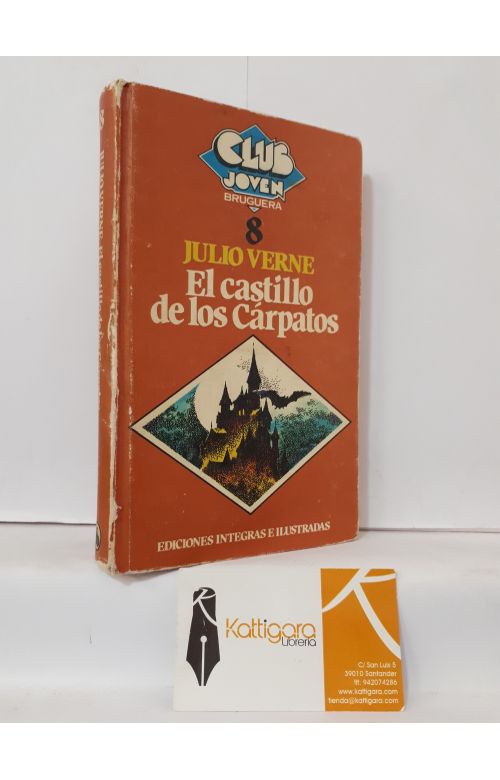 CLUB
JOVEN
BRUGUERA
8
JULIO VERNE
El castillo
de los Cárpatos
EDICIONES INTEGRAS E ILUSTRADAS
8
Kattigara
Librería
C/ San Luis 5
39010 Santander
tlf: 942074286
www.kattigara.com
tienda@kattigara.com